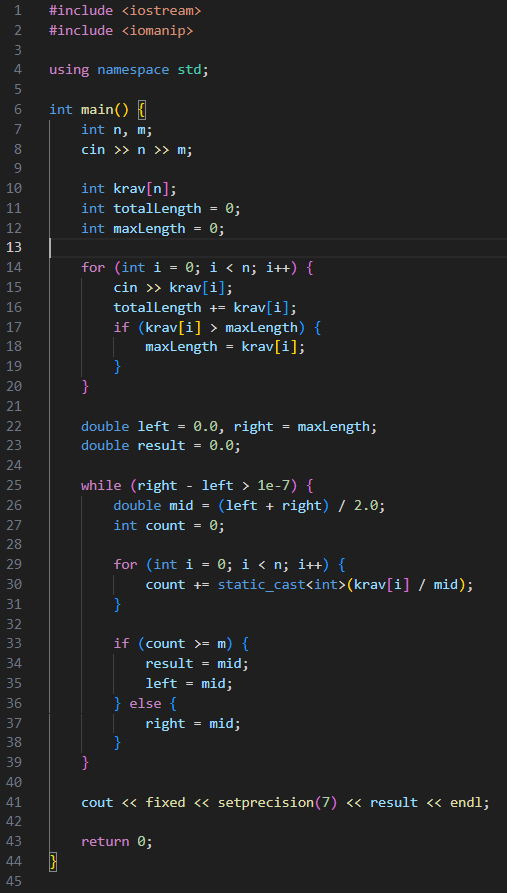 1 #include <iostream>
2 #include <iomanip>
3
4 using namespace std;
5
6 int main() {
7     int n, m;
8     cin >> n >> m;
9
10     int krav[n];
11     int totalLength = 0;
12     int maxLength = 0;
13
14     for (int i = 0; i < n; i++) {
15         cin >> krav[i];
16         totalLength += krav[i];
17         if (krav[i] > maxLength) {
18             maxLength = krav[i];
19         }
20     }
21
22     double left = 0.0, right = maxLength;
23     double result = 0.0;
24
25     while (right - left > 1e-7) {
26         double mid = (left + right) / 2.0;
27         int count = 0;
28
29         for (int i = 0; i < n; i++) {
30             count += static_cast<int>(krav[i] / mid);
31         }
32
33         if (count >= m) {
34             result = mid;
35             left = mid;
36         } else {
37             right = mid;
38         }
39     }
40
41     cout << fixed << setprecision(7) << result << endl;
42
43     return 0;
44 }
45